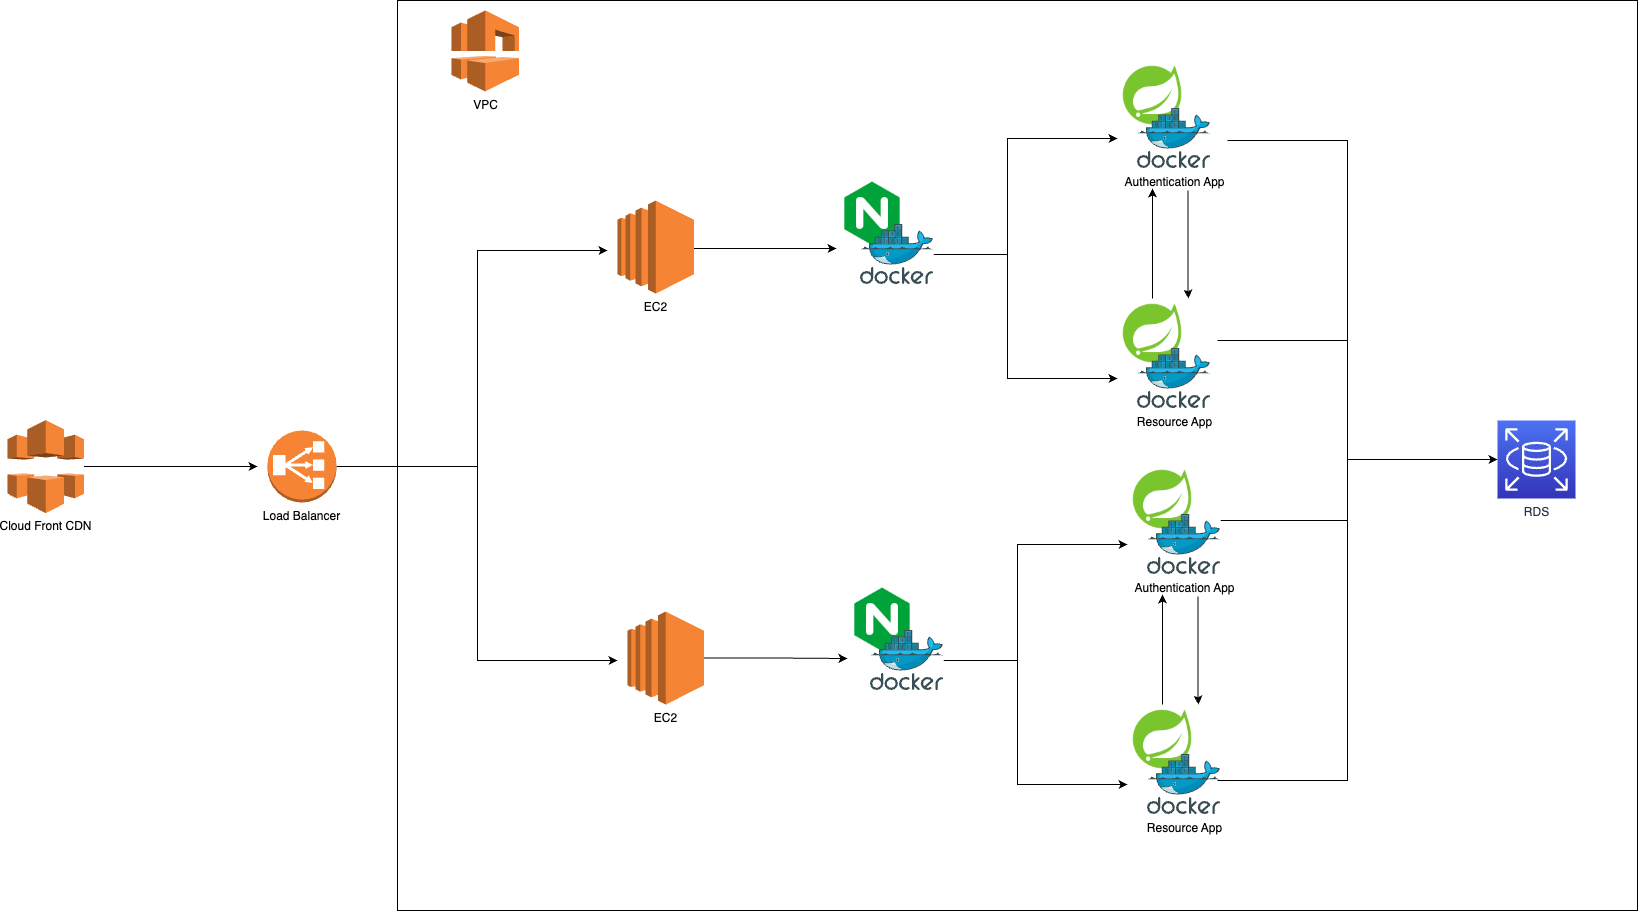 VPC
docker
Authentication App
N
docker
EC2
docker
Resource App
Cloud Front CDN
Load Balancer
RDS
docker
Authentication App
N
docker
EC2
docker
Resource App